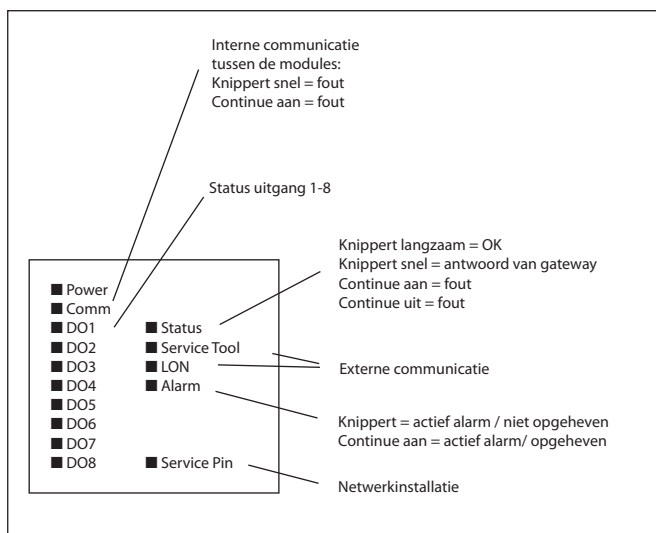 Interne communicatie
tussen de modules:
Knippert snel = fout
Continue aan = fout
Status uitgang 1-8
Knippert langzaam = OK
Knippert snel = antwoord van gateway
Continue aan = fout
Continue uit = fout
Power
Comm
DO1
DO2
DO3
DO4
DO5
DO6
DO7
DO8
Status
Service Tool
LON
Alarm
Service Pin
Externe communicatie
Knippert = actief alarm / niet opgeheven
Continue aan = actief alarm/ opgeheven
Netwerkinstallatie